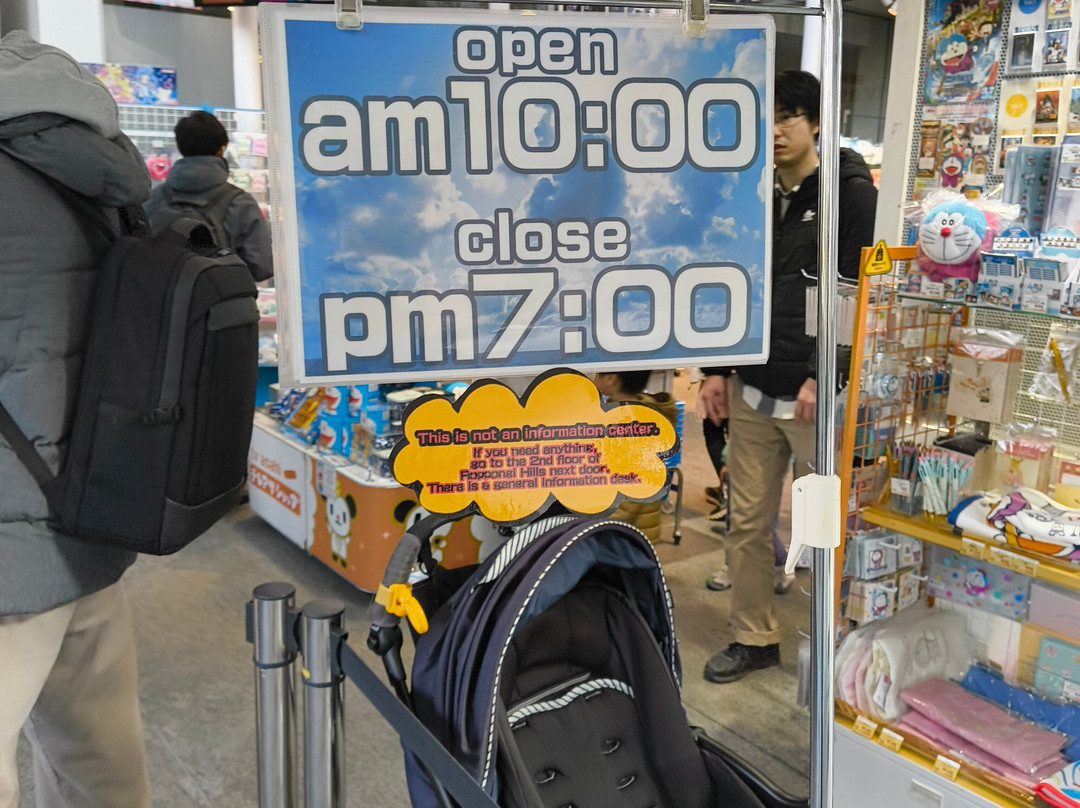 open
am10:00
close
pm7:00
This is not an information center.
If you need anything,
go to the 2nd floor of
Roppongi Hills next door.
There is a general information desk.